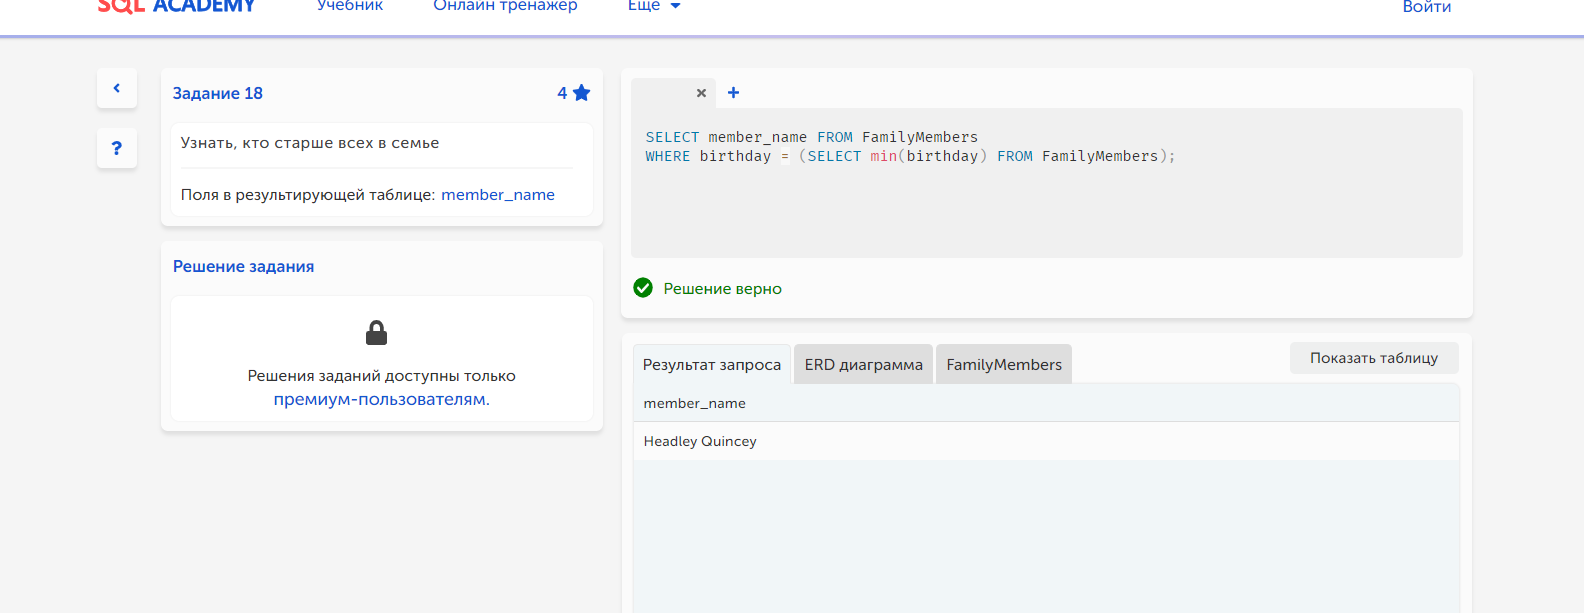 SQL ACADEMY
Учебник
Онлайн тренажер
Еще
Войти
Задание 18
4
Узнать, кто старше всех в семье
Поля в результирующей таблице: member_name
?
Решение задания
Решения заданий доступны только
премиум-пользователям.
SELECT member_name FROM FamilyMembers
WHERE birthday = (SELECT min(birthday) FROM FamilyMembers);
Решение верно
Результат запроса
ERD диаграмма
FamilyMembers
Показать таблицу
member_name
Headley Quincey